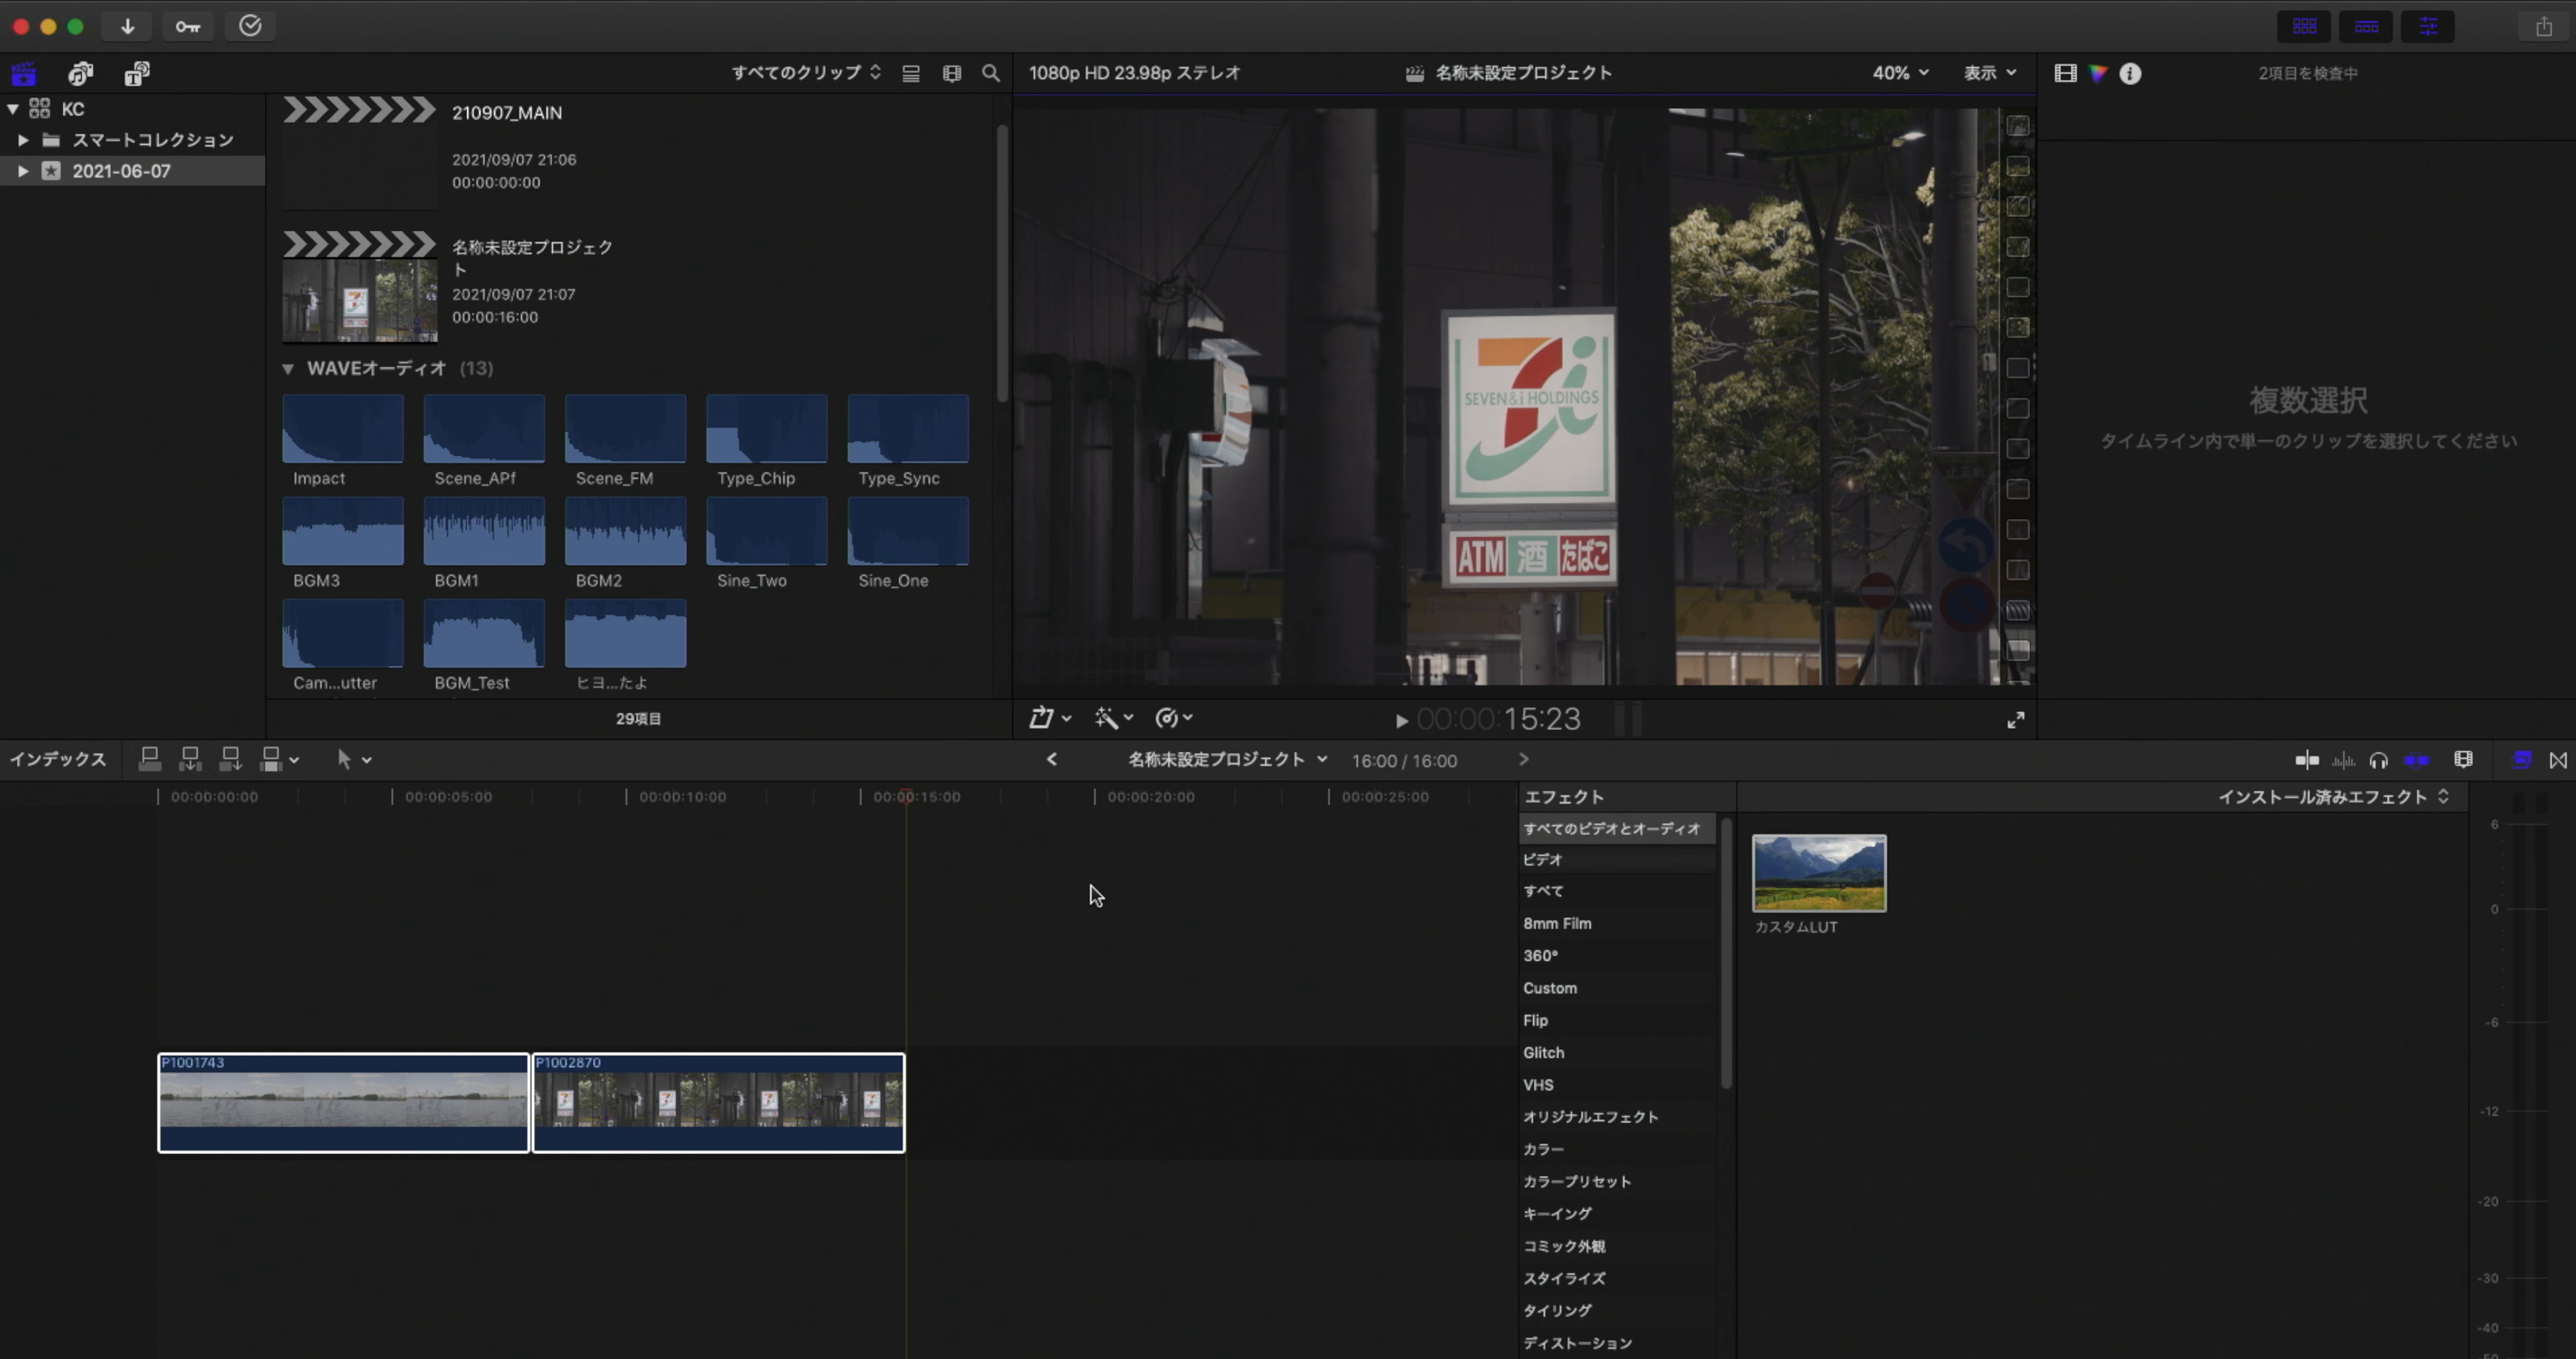 すべてのクリップ
1080p HD 23.98p ステレオ
名称未設定プロジェクト
40%
表示
2項目を検査中
KC
スマートコレクション
2021-06-07
210907_MAIN
2021/09/07 21:06
00:00:00:00
名称未設定プロジェク
ト
2021/09/07 21:07
00:00:16:00
WAVEオーディオ (13)
Impact
Scene_APf
Scene_FM
Type_Chip
Type_Sync
BGM3
BGM1
BGM2
Sine_Two
Sine_One
Cam...utter
BGM_Test
ヒヨ...たよ
29項目
SEVEN&i HOLDINGS
ATM 酒 たばこ
止まれ
複数選択
タイムライン内で単一のクリップを選択してください
00:00:15:23
インデックス
名称未設定プロジェクト
16:00 / 16:00
00:00:00:00
00:00:05:00
00:00:10:00
00:00:15:00
00:00:20:00
00:00:25:00
P1001743
P1002870
エフェクト
インストール済みエフェクト
すべてのビデオとオーディオ
ビデオ
すべて
8mm Film
360°
Custom
Flip
Glitch
VHS
オリジナルエフェクト
カラー
カラープリセット
キーイング
コミック外観
スタイライズ
タイリング
ディストーション
カスタムLUT
6
0
-6
-12
-20
-30
-40